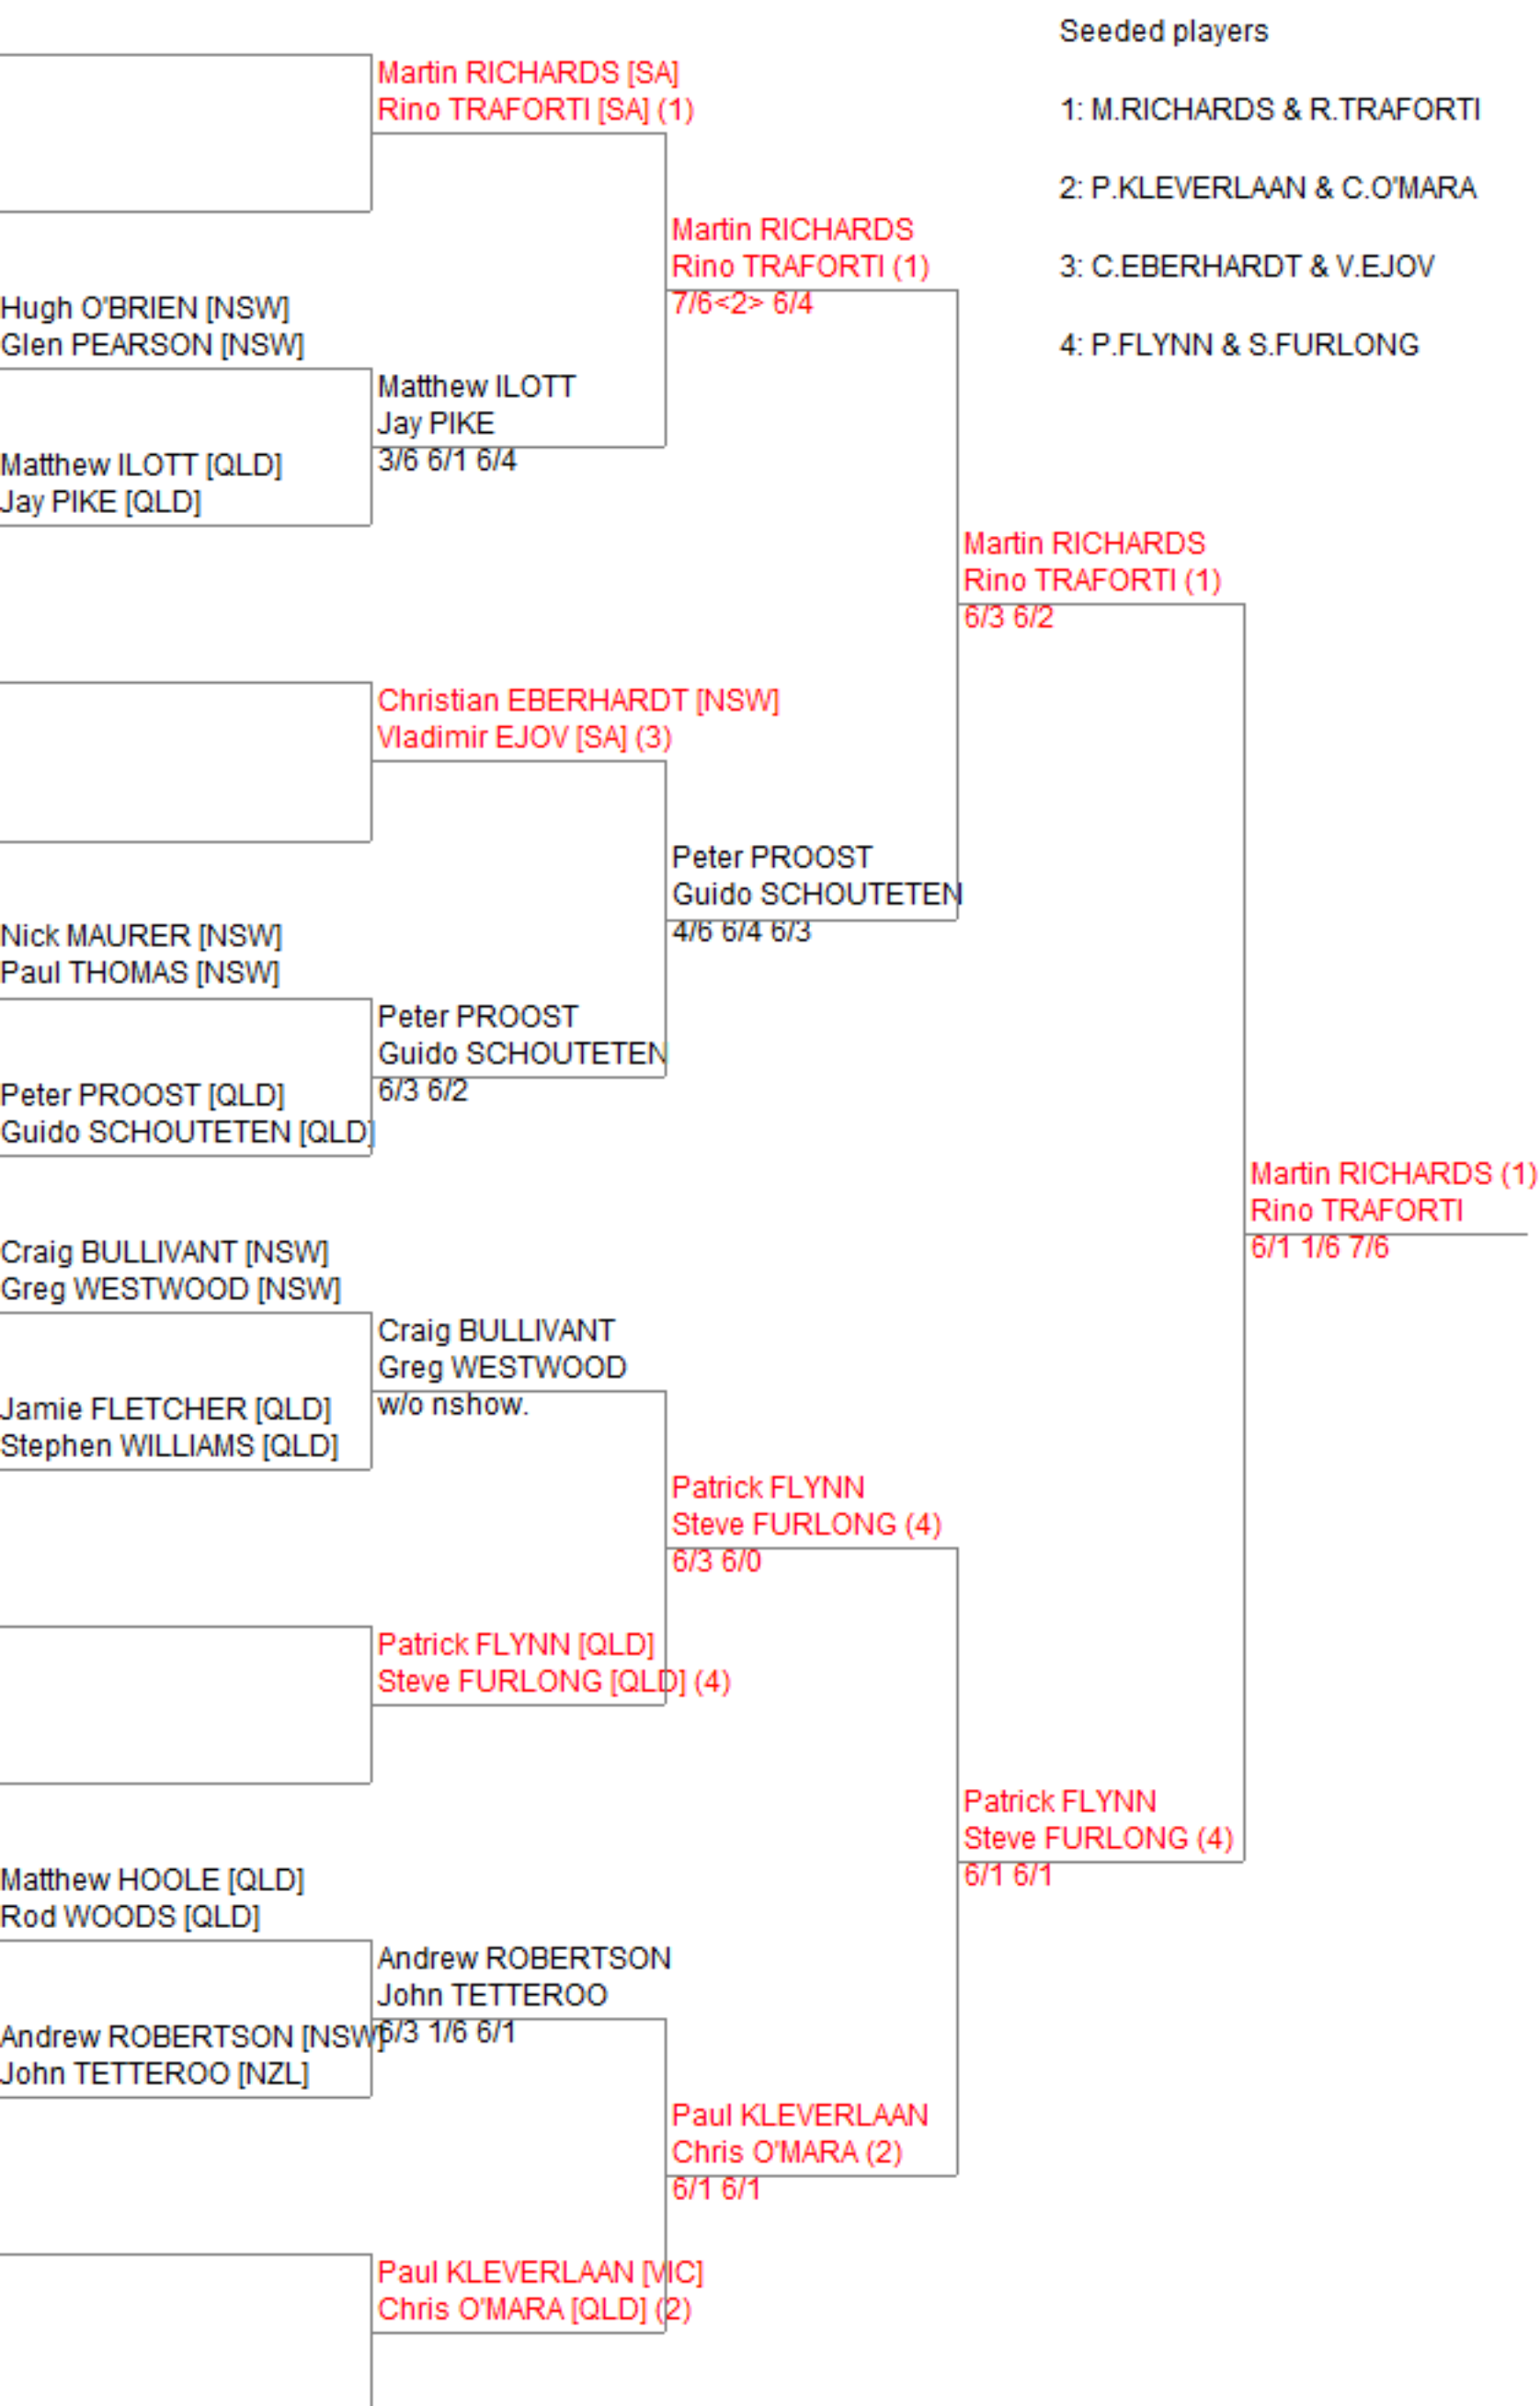 Seeded players
1: M.RICHARDS & R.TRAFORTI
2: P.KLEVERLAAN & C.O'MARA
3: C.EBERHARDT & V.EJOV
4: P.FLYNN & S.FURLONG
Hugh O'BRIEN [NSW]
Glen PEARSON [NSW]
Matthew ILOTT [QLD]
Jay PIKE [QLD]
Nick MAURER [NSW]
Paul THOMAS [NSW]
Peter PROOST [QLD]
Guido SCHOUTETEN [QLD]
Craig BULLIVANT [NSW]
Greg WESTWOOD [NSW]
Jamie FLETCHER [QLD]
Stephen WILLIAMS [QLD]
Matthew HOOLE [QLD]
Rod WOODS [QLD]
Andrew ROBERTSON [NSW]
John TETTEROO [NZL]
Martin RICHARDS [SA]
Rino TRAFORTI [SA] (1)
Matthew ILOTT
Jay PIKE
3/6 6/1 6/4
Christian EBERHARDT [NSW]
Vladimir EJOV [SA] (3)
Peter PROOST
Guido SCHOUTETEN
6/3 6/2
Craig BULLIVANT
Greg WESTWOOD
w/o nshow.
Patrick FLYNN [QLD]
Steve FURLONG [QLD] (4)
Andrew ROBERTSON
John TETTEROO
6/3 1/6 6/1
Paul KLEVERLAAN [VIC]
Chris O'MARA [QLD] (2)
Martin RICHARDS
Rino TRAFORTI (1)
7/6<2> 6/4
Peter PROOST
Guido SCHOUTETEN
4/6 6/4 6/3
Patrick FLYNN
Steve FURLONG (4)
6/3 6/0
Paul KLEVERLAAN
Chris O'MARA (2)
6/1 6/1
Martin RICHARDS
Rino TRAFORTI (1)
6/3 6/2
Patrick FLYNN
Steve FURLONG (4)
6/1 6/1
Martin RICHARDS (1)
Rino TRAFORTI
6/1 1/6 7/6